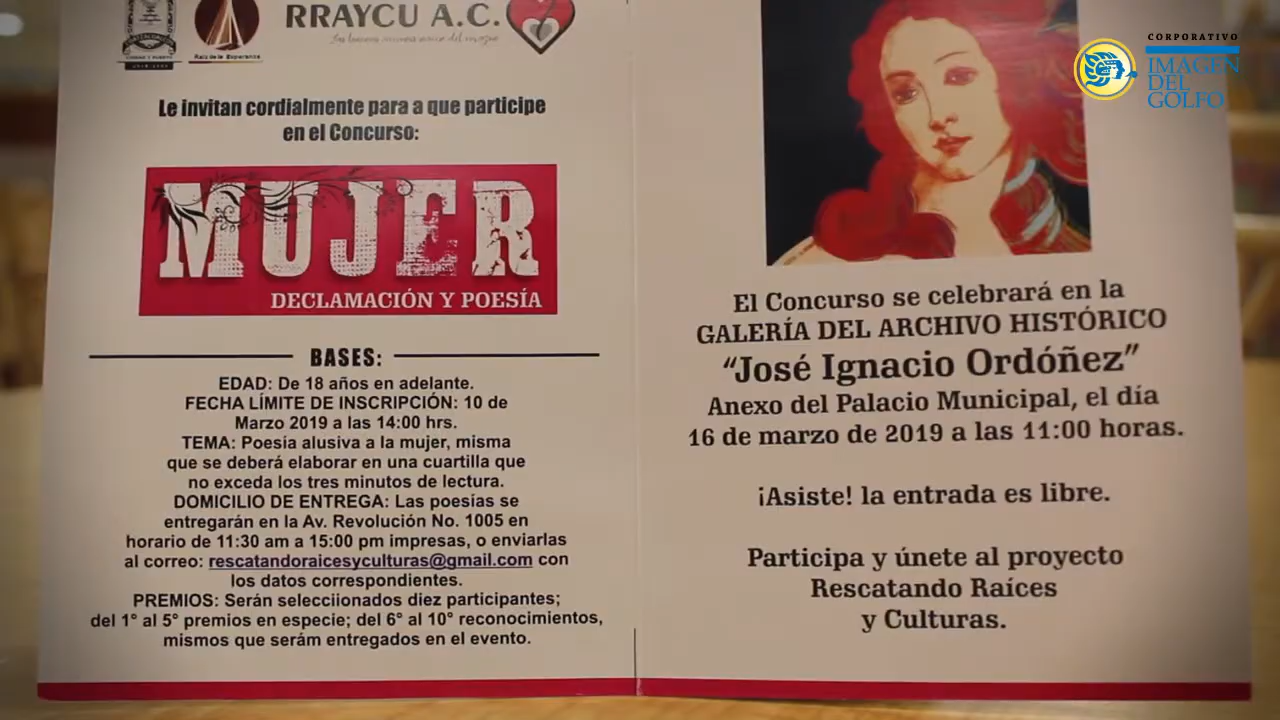 RRAYCU A.C.
Raíz de la Esperanza
Le invitan cordialmente para a que participe
en el Concurso:
MUJER
DECLAMACIÓN Y POESÍA
BASES:
EDAD: De 18 años en adelante.
FECHA LÍMITE DE INSCRIPCIÓN: 10 de
Marzo 2019 a las 14:00 hrs.
TEMA: Poesía alusiva a la mujer, misma
que se deberá elaborar en una cuartilla que
no exceda los tres minutos de lectura.
DOMICILIO DE ENTREGA: Las poesías se
entregarán en la Av. Revolución No. 1005 en
horario de 11:30 am a 15:00 pm impresas, o enviarlas
al correo: rescatandoraicesyculturas@gmail.com con
los datos correspondientes.
PREMIOS: Serán selecciionados diez participantes;
del 1° al 5° premios en especie; del 6° al 10° reconocimientos,
mismos que serám entregados en el evento.
El Concurso se celebrará en la
GALERÍA DEL ARCHIVO HISTÓRICO
“José Ignacio Ordóñez”
Anexo del Palacio Municipal, el día
16 de marzo de 2019 a las 11:00 horas.
¡Asiste! la entrada es libre.
Participa y únete al proyecto
Rescatando Raíces
y Culturas.
CORPORATIVO
IMAGEN
DEL
GOLFO